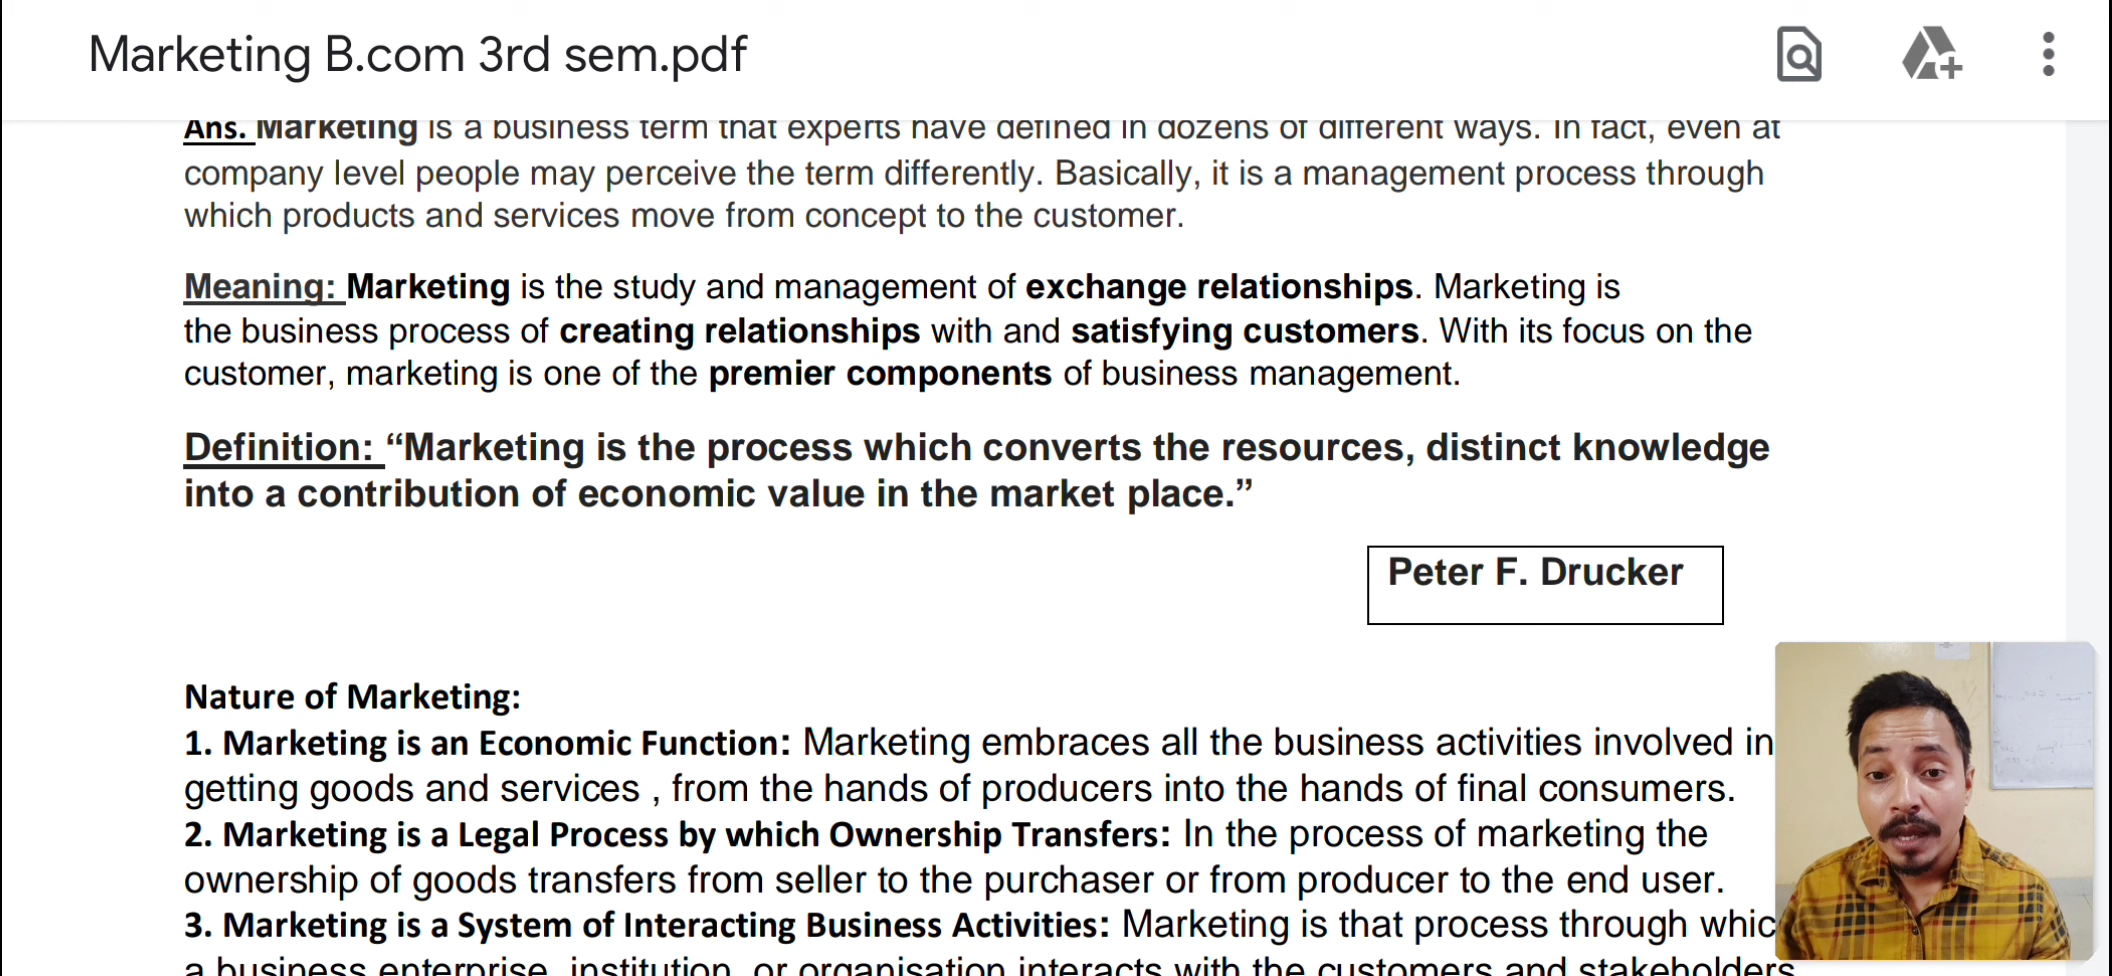 Marketing B.com 3rd sem.pdf
Ans. Marketing is a business term that experts have defined in dozens of different ways. In fact, even at
company level people may perceive the term differently. Basically, it is a management process through
which products and services move from concept to the customer.
Meaning: Marketing is the study and management of exchange relationships. Marketing is
the business process of creating relationships with and satisfying customers. With its focus on the
customer, marketing is one of the premier components of business management.
Definition: “Marketing is the process which converts the resources, distinct knowledge
into a contribution of economic value in the market place.”
Peter F. Drucker
Nature of Marketing:
1. Marketing is an Economic Function: Marketing embraces all the business activities involved in
getting goods and services , from the hands of producers into the hands of final consumers.
2. Marketing is a Legal Process by which Ownership Transfers: In the process of marketing the
ownership of goods transfers from seller to the purchaser or from producer to the end user.
3. Marketing is a System of Interacting Business Activities: Marketing is that process through whic
a business enterprise, institution, or organisation interacts with the customers and stakeholders